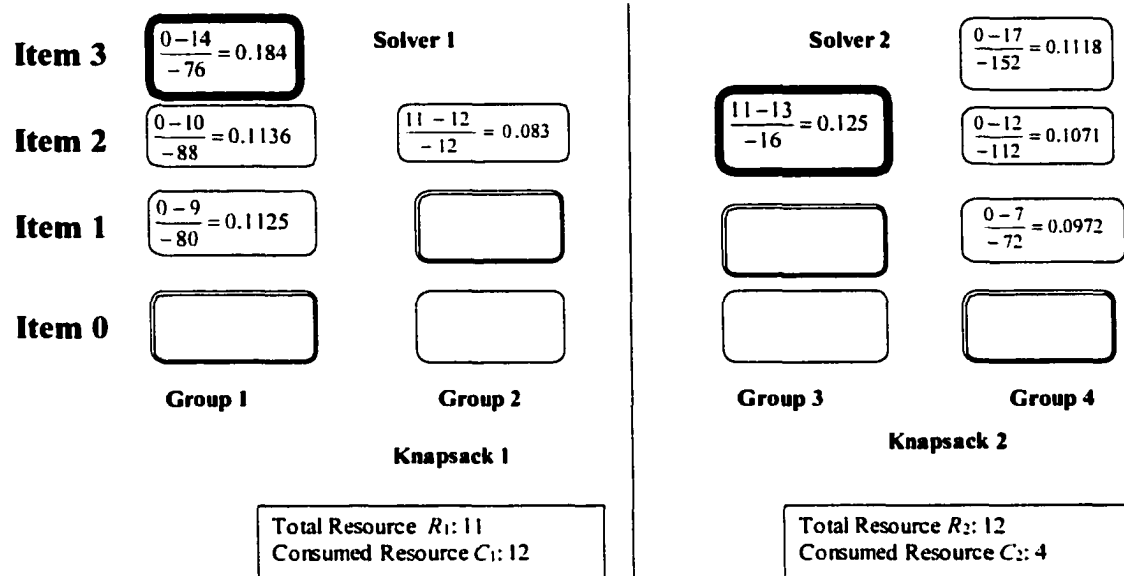 Item 3
0 – 14
– 76
= 0.184
Solver 1
Solver 2
0 – 17
– 152
= 0.1118
Item 2
0 – 10
– 88
= 0.1136
11 – 12
– 12
= 0.083
11 – 13
– 16
= 0.125
0 – 12
– 112
= 0.1071
Item 1
0 – 9
– 80
= 0.1125
0 – 7
– 72
= 0.0972
Item 0
Group 1
Group 2
Group 3
Group 4
Knapsack 1
Knapsack 2
Total Resource R1: 11
Consumed Resource C1: 12
Total Resource R2: 12
Consumed Resource C2: 4